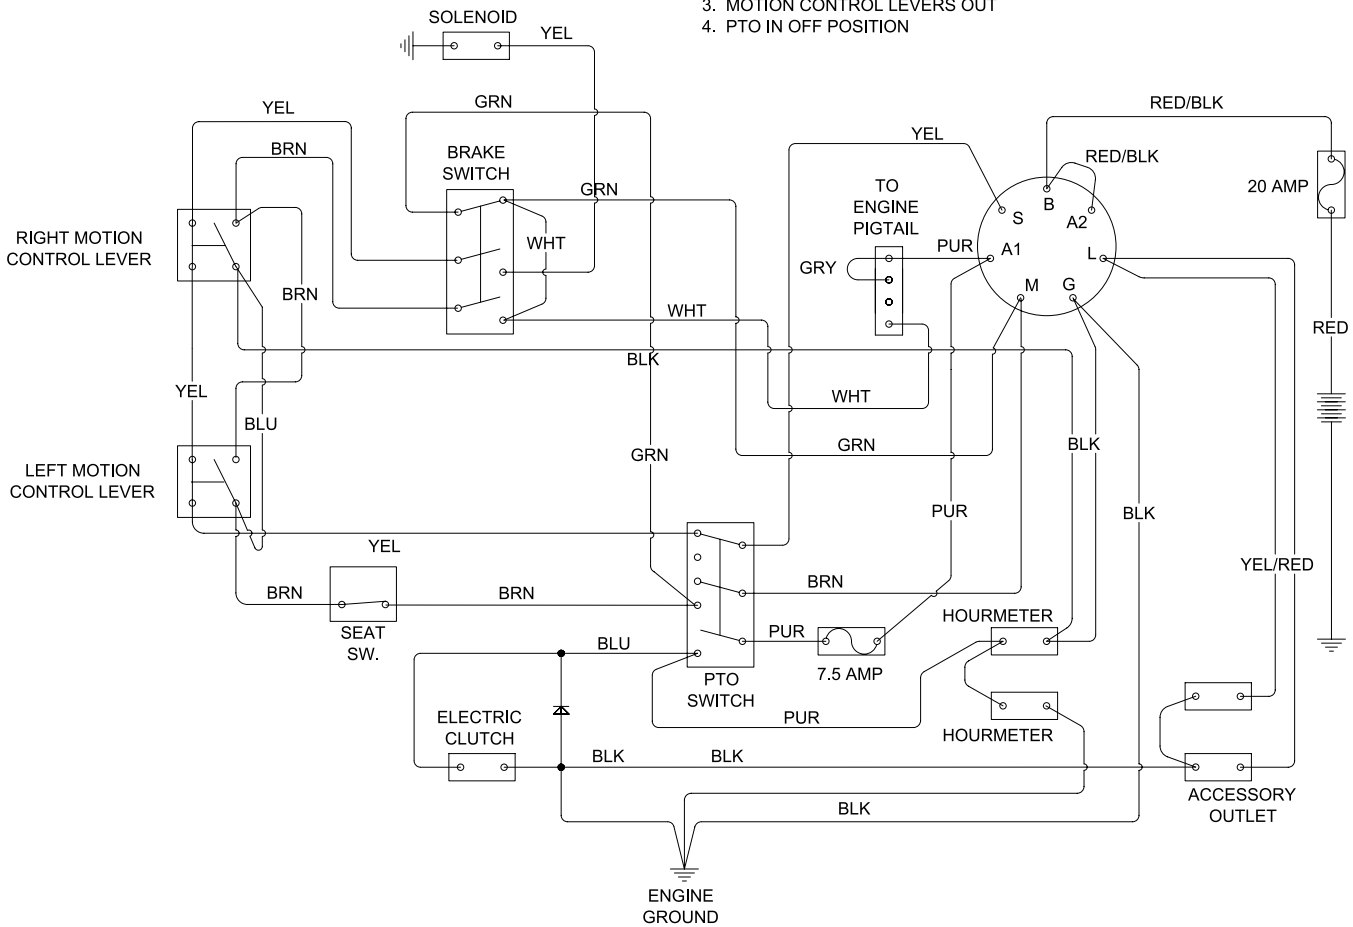 3. MOTION CONTROL LEVERS OUT
4. PTO IN OFF POSITION
SOLENOID
YEL
YEL
GRN
RED/BLK
BRN
BRAKE
SWITCH
YEL
RED/BLK
20 AMP
GRN
TO
ENGINE
PIGTAIL
B
S
A2
RIGHT MOTION
CONTROL LEVER
WHT
PUR
A1
L
GRY
M
G
BRN
WHT
RED
BLK
YEL
WHT
BLU
GRN
BLK
GRN
LEFT MOTION
CONTROL LEVER
PUR
BLK
YEL
YEL/RED
BRN
BRN
BRN
HOURMETER
SEAT
SW.
BLU
PUR
7.5 AMP
PTO
SWITCH
ELECTRIC
CLUTCH
PUR
HOURMETER
BLK
BLK
BLK
ACCESSORY
OUTLET
ENGINE
GROUND